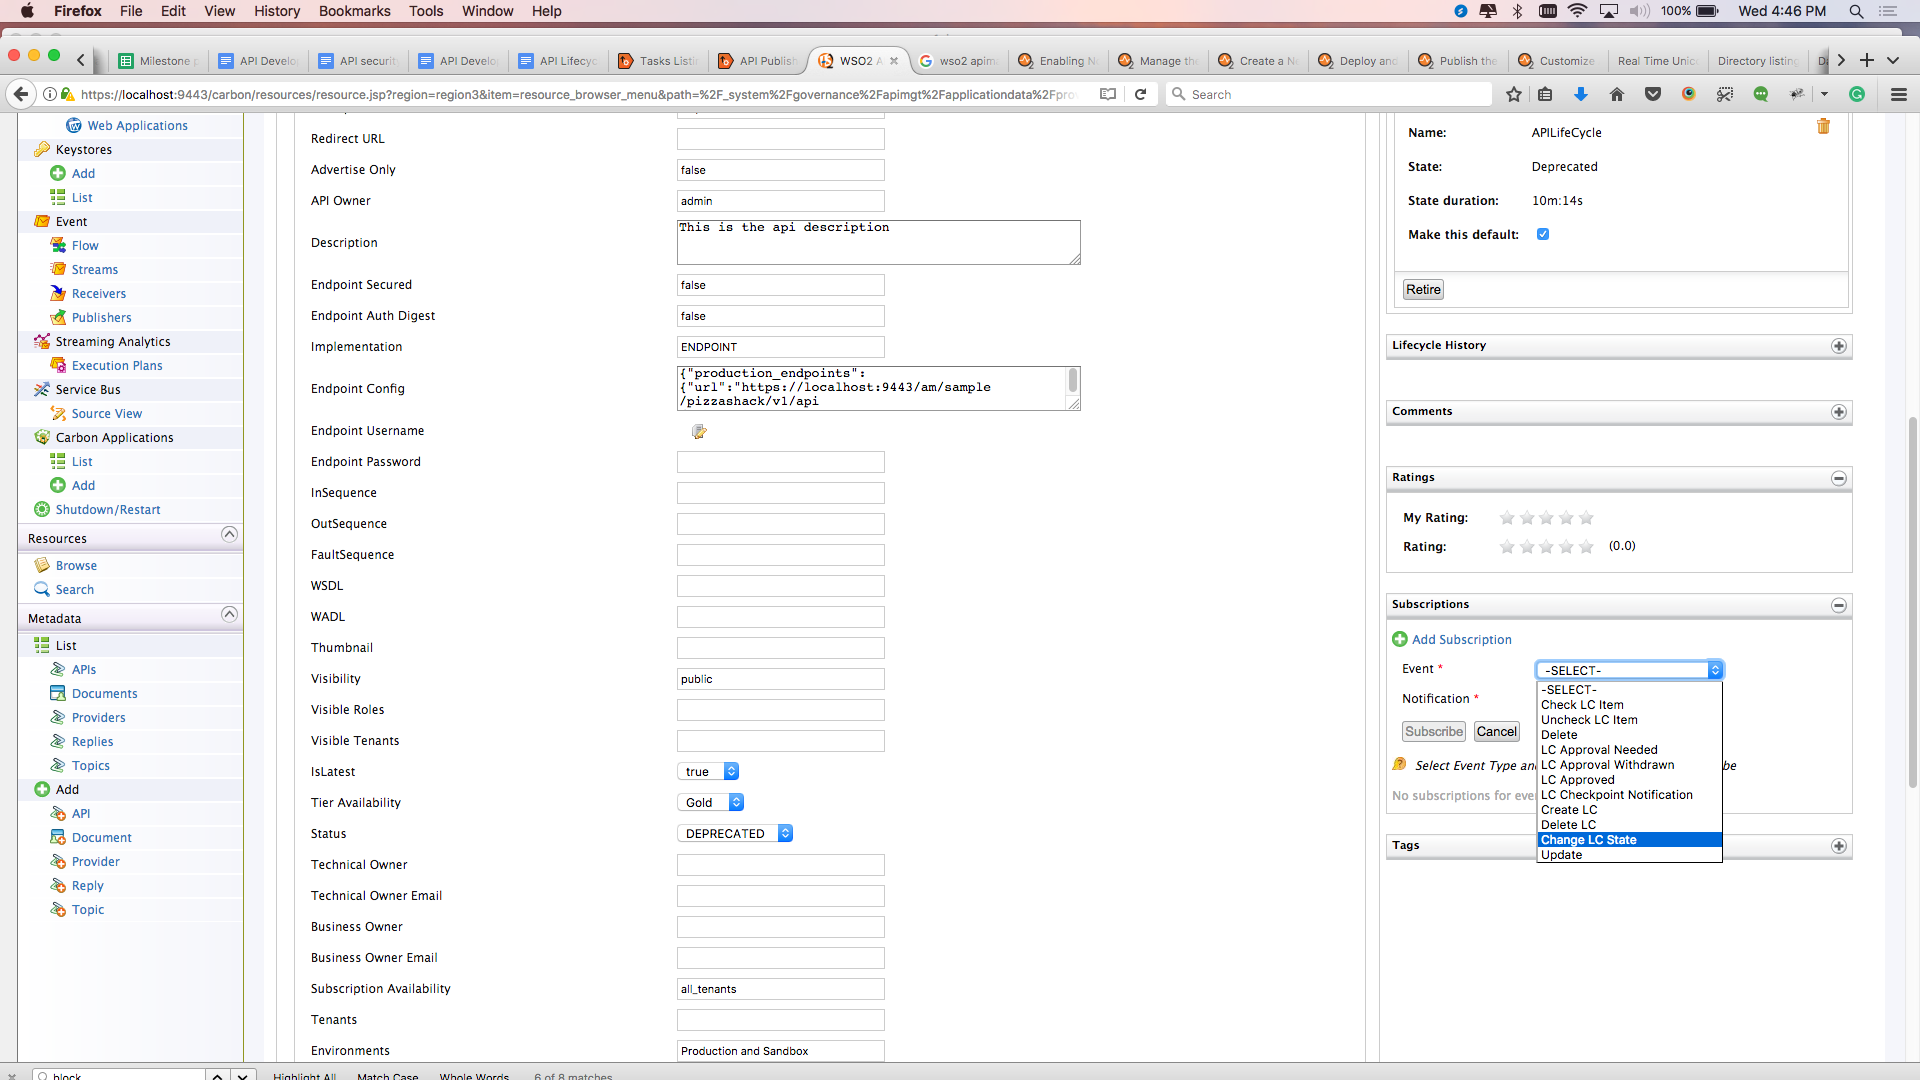 Firefox File Edit View History Bookmarks Tools Window Help
100% Wed 4:46 PM
Milestone
API Develo
API securit
API Develo
API Lifecyc
Tasks Listi
API Publish
WSO2 A
wso2 apim
Enabling N
Manage the
Create a Ne
Deploy and
Publish the
Customize
Real Time Unic
Directory listing
https://localhost:9443/carbon/resources/resource.jsp?region=region3&item=resource_browser_menu&path=%2F_system%2Fgovernance%2Fapimgt%2Fapplicationdata%2Fpro
Search
Web Applications
Keystores
Add
List
Event
Flow
Streams
Receivers
Publishers
Streaming Analytics
Execution Plans
Service Bus
Source View
Carbon Applications
List
Add
Shutdown/Restart
Resources
Browse
Search
Metadata
List
APIs
Documents
Providers
Replies
Topics
Add
API
Document
Provider
Reply
Topic
Redirect URL
Advertise Only false
API Owner admin
Description This is the api description
Endpoint Secured false
Endpoint Auth Digest false
Implementation ENDPOINT
Endpoint Config
{"production_endpoints":
{"url":"https://localhost:9443/am/sample
/pizzashack/v1/api
Endpoint Username
Endpoint Password
InSequence
OutSequence
FaultSequence
WSDL
WADL
Thumbnail
Visibility public
Visible Roles
Visible Tenants
IsLatest true
Tier Availability Gold
Status DEPRECATED
Technical Owner
Technical Owner Email
Business Owner
Business Owner Email
Subscription Availability all_tenants
Tenants
Environments Production and Sandbox
Name: APILifeCycle
State: Deprecated
State duration: 10m:14s
Make this default:
Retire
Lifecycle History
Comments
Ratings
My Rating:
Rating: (0.0)
Subscriptions
Add Subscription
Event * -SELECT-
Notification *
Subscribe Cancel
Select Event Type and be
No subscriptions for eve
-SELECT-
Check LC Item
Uncheck LC Item
Delete
LC Approval Needed
LC Approval Withdrawn
LC Approved
LC Checkpoint Notification
Create LC
Delete LC
Change LC State
Update
Tags
block Highlight All Match Case Whole Words 6 of 8 matches